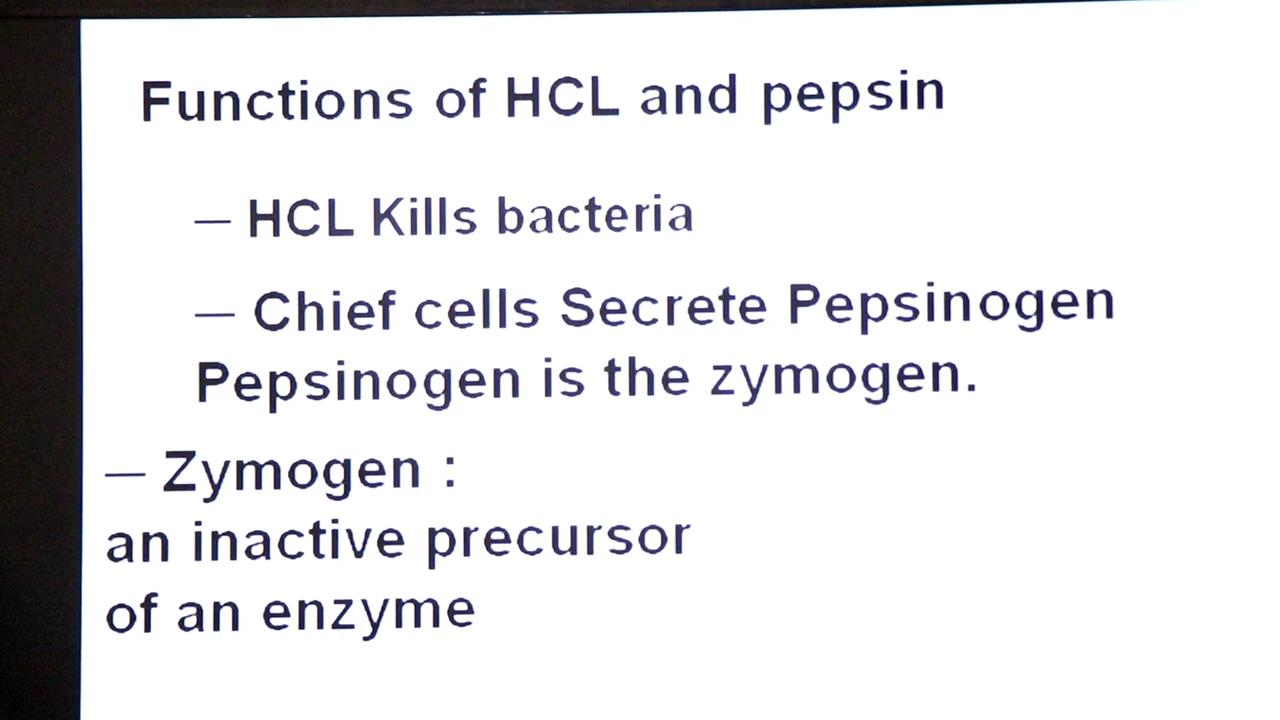 Functions of HCL and pepsin
– HCL Kills bacteria
– Chief cells Secrete Pepsinogen
Pepsinogen is the zymogen.
– Zymogen :
an inactive precursor
of an enzyme